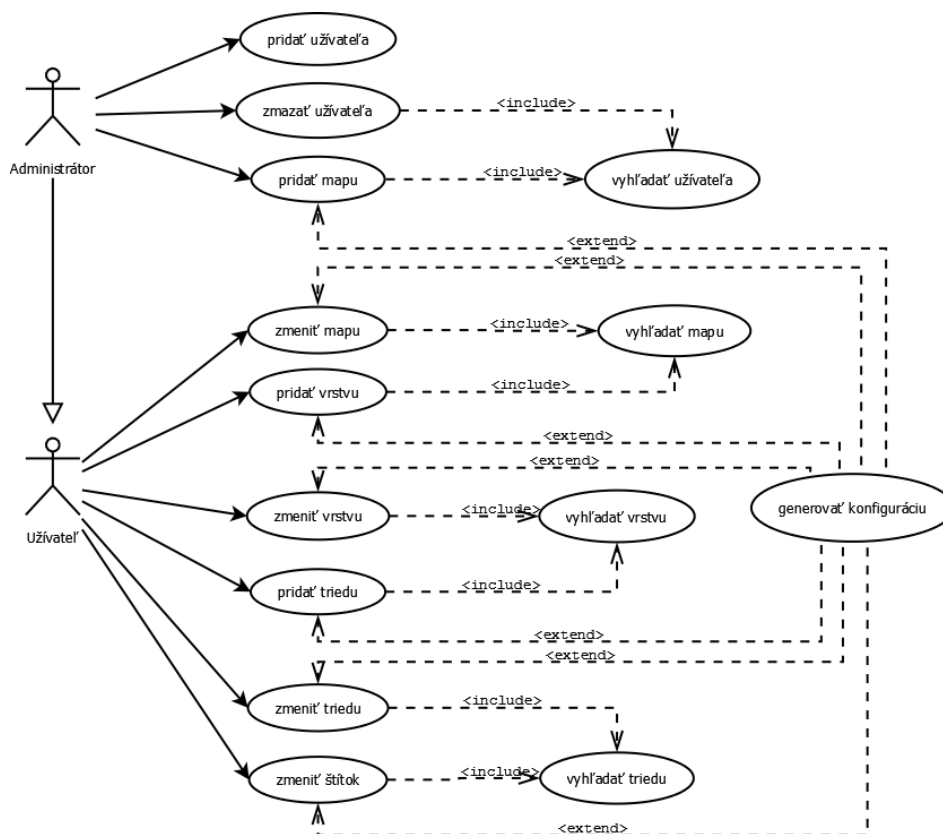 pridať užívateľa
zmazať užívateľa
<include>
Administrátor
pridať mapu
<include>
vyhľadať užívateľa
<extend>
<extend>
zmeniť mapu
<include>
vyhľadať mapu
pridať vrstvu
<include>
<extend>
<extend>
Užívateľ
zmeniť vrstvu
<include>
vyhľadať vrstvu
generovať konfiguráciu
pridať triedu
<include>
<extend>
<extend>
zmeniť triedu
<include>
zmeniť štítok
<include>
vyhľadať triedu
<extend>